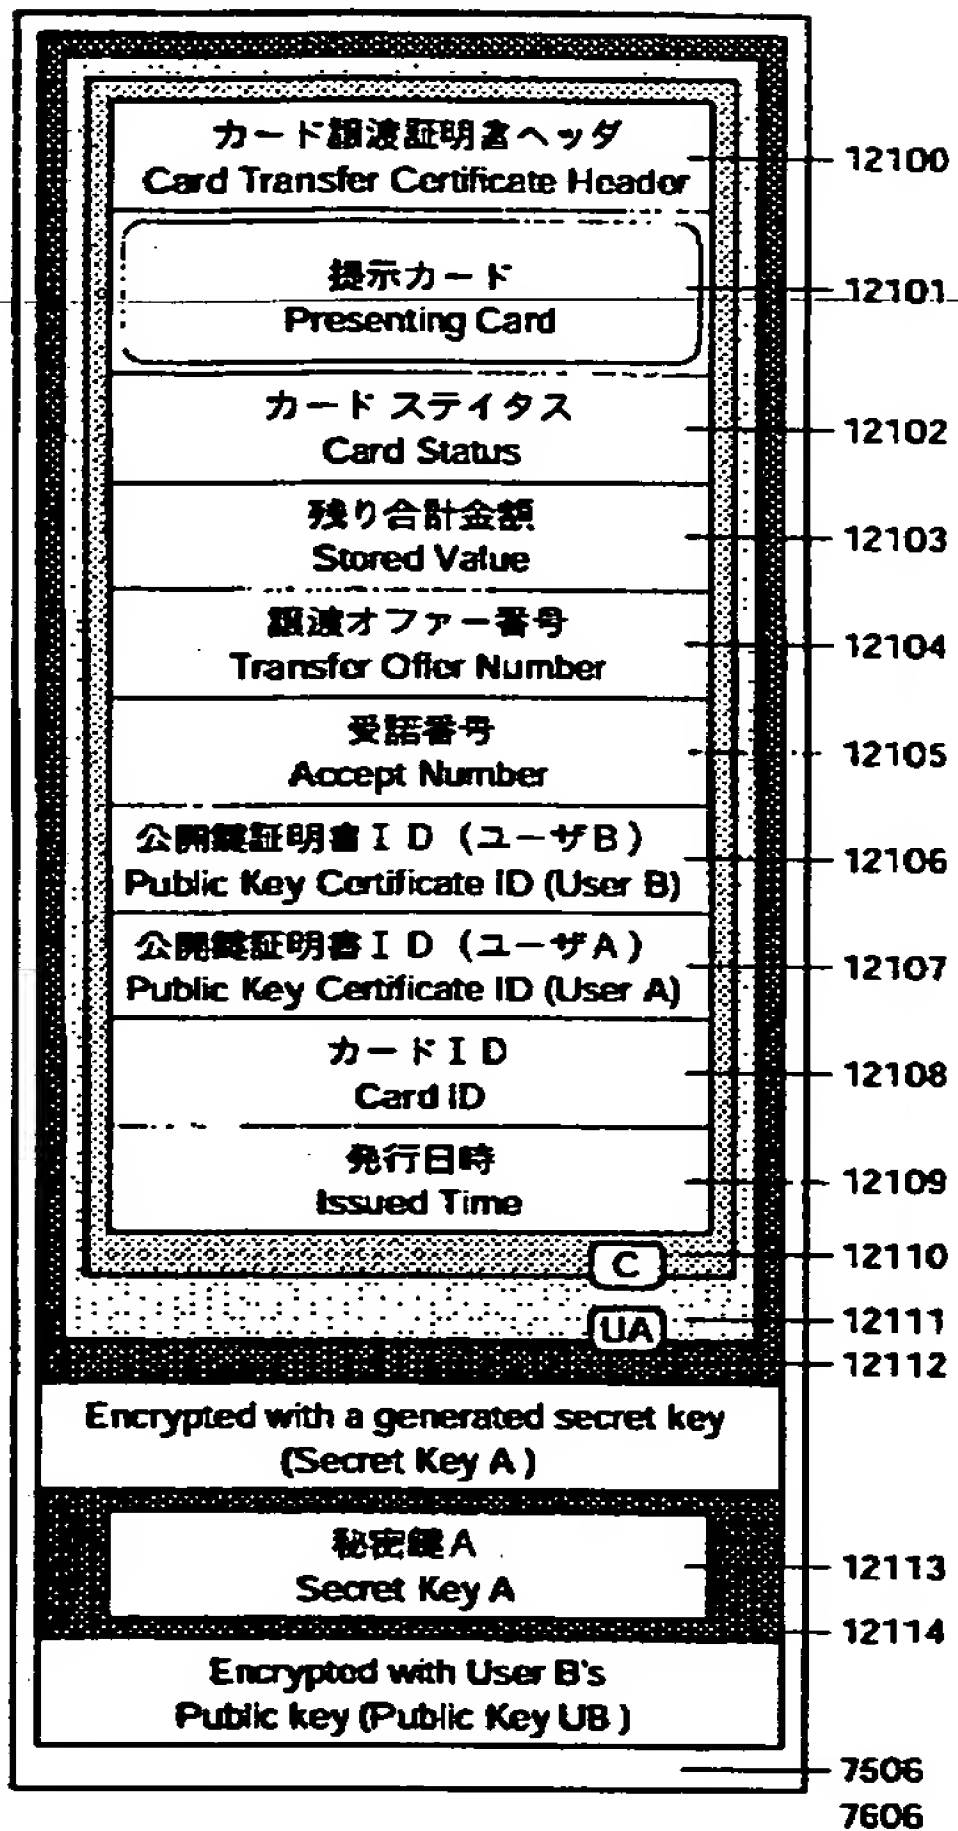 カード譲渡証明書ヘッダ
Card Transfer Certificate Header
12100
提示カード
Presenting Card
12101
カード ステイタス
Card Status
12102
残り合計金額
Stored Value
12103
譲渡オファー番号
Transfer Offer Number
12104
受諾番号
Accept Number
12105
公開鍵証明書ID(ユーザB)
Public Key Certificate ID (User B)
12106
公開鍵証明書ID(ユーザA)
Public Key Certificate ID (User A)
12107
カードID
Card ID
12108
発行日時
Issued Time
12109
C
12110
UA
12111
12112
Encrypted with a generated secret key
(Secret Key A )
秘密鍵A
Secret Key A
12113
12114
Encrypted with User B's
Public key (Public Key UB )
7506
7606